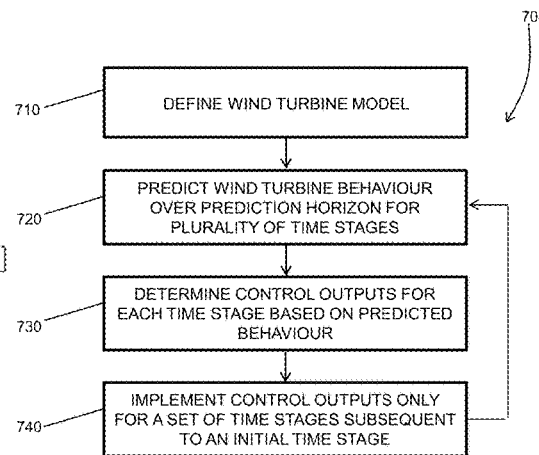 70
710
DEFINE WIND TURBINE MODEL
720
PREDICT WIND TURBINE BEHAVIOUR
OVER PREDICTION HORIZON FOR
PLURALITY OF TIME STAGES
730
DETERMINE CONTROL OUTPUTS FOR
EACH TIME STAGE BASED ON PREDICTED
BEHAVIOUR
740
IMPLEMENT CONTROL OUTPUTS ONLY
FOR A SET OF TIME STAGES SUBSEQUENT
TO AN INITIAL TIME STAGE